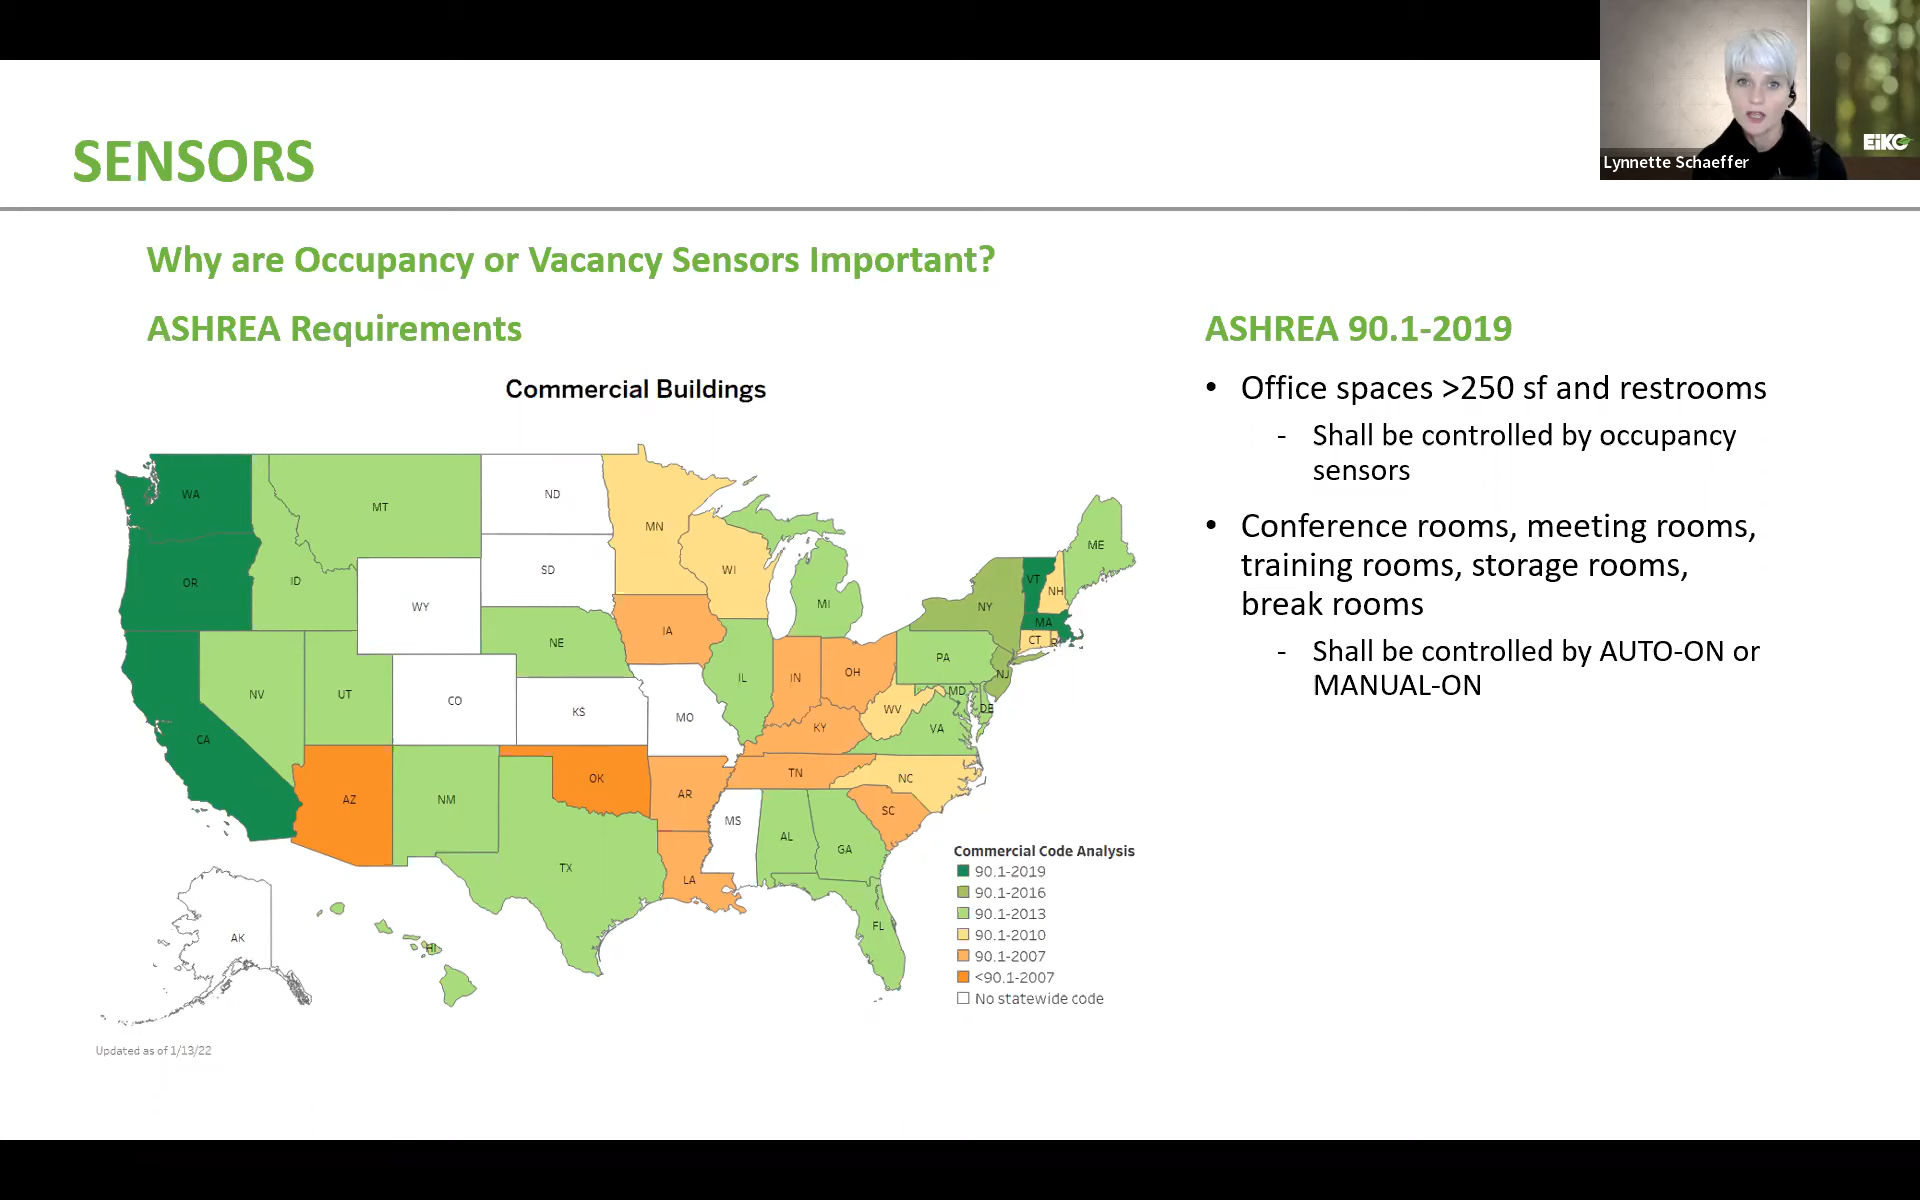 EiKO
Lynnette Schaeffer
SENSORS
Why are Occupancy or Vacancy Sensors Important?
ASHREA Requirements
Commercial Buildings
WA
MT
ND
MN
OR
ID
WY
SD
WI
MI
NY
VT
NH
ME
MA
CT
RI
NE
IA
PA
NJ
NV
UT
CO
KS
MO
IL
IN
OH
MD
DE
WV
VA
KY
CA
AZ
NM
OK
AR
TN
NC
SC
MS
AL
GA
TX
LA
FL
AK
HI
Commercial Code Analysis
90.1-2019
90.1-2016
90.1-2013
90.1-2010
90.1-2007
<90.1-2007
No statewide code
Updated as of 1/13/22
ASHREA 90.1-2019
• Office spaces >250 sf and restrooms
- Shall be controlled by occupancy
sensors
• Conference rooms, meeting rooms,
training rooms, storage rooms,
break rooms
- Shall be controlled by AUTO-ON or
MANUAL-ON